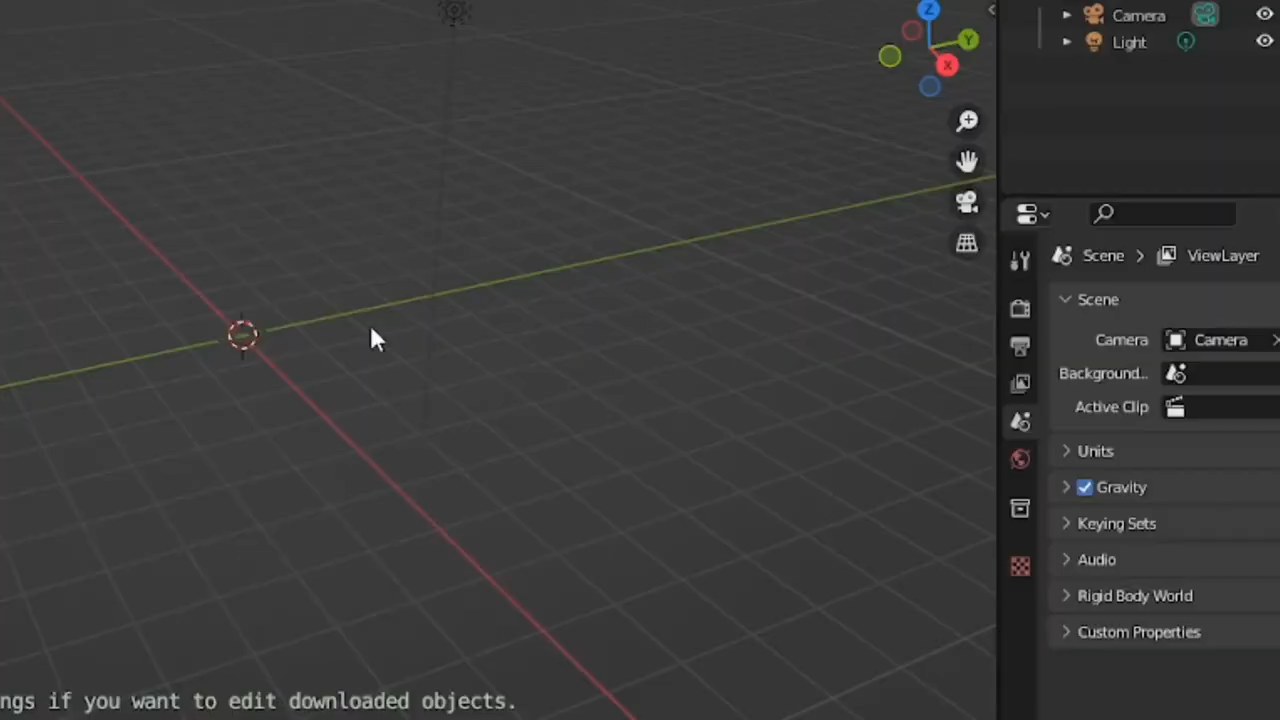 Z
Y
X
Camera
Light
Scene > ViewLayer
Scene
Camera Camera
Background...
Active Clip
Units
Gravity
Keying Sets
Audio
Rigid Body World
Custom Properties
ngs if you want to edit downloaded objects.